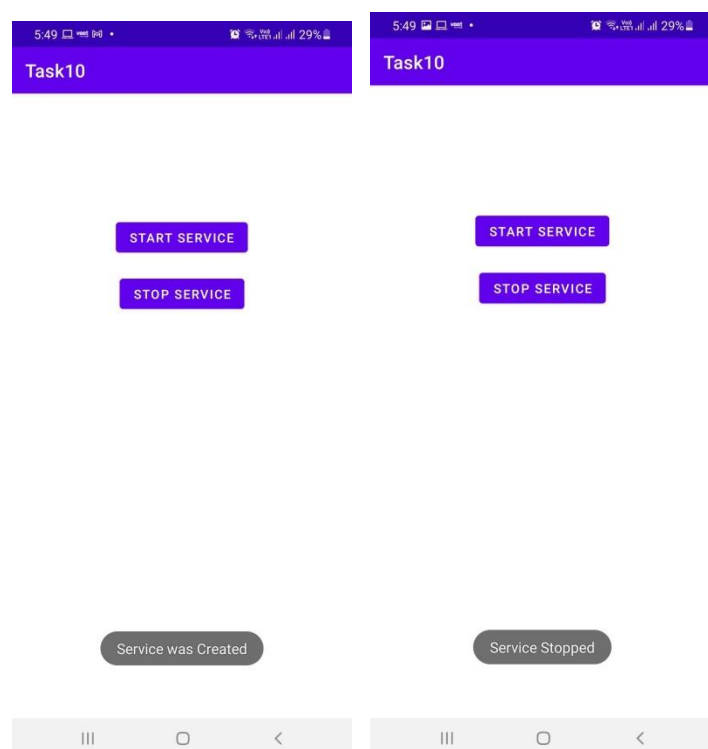 5:49
29%
Task10
START SERVICE
STOP SERVICE
Service was Created
5:49
29%
Task10
START SERVICE
STOP SERVICE
Service Stopped